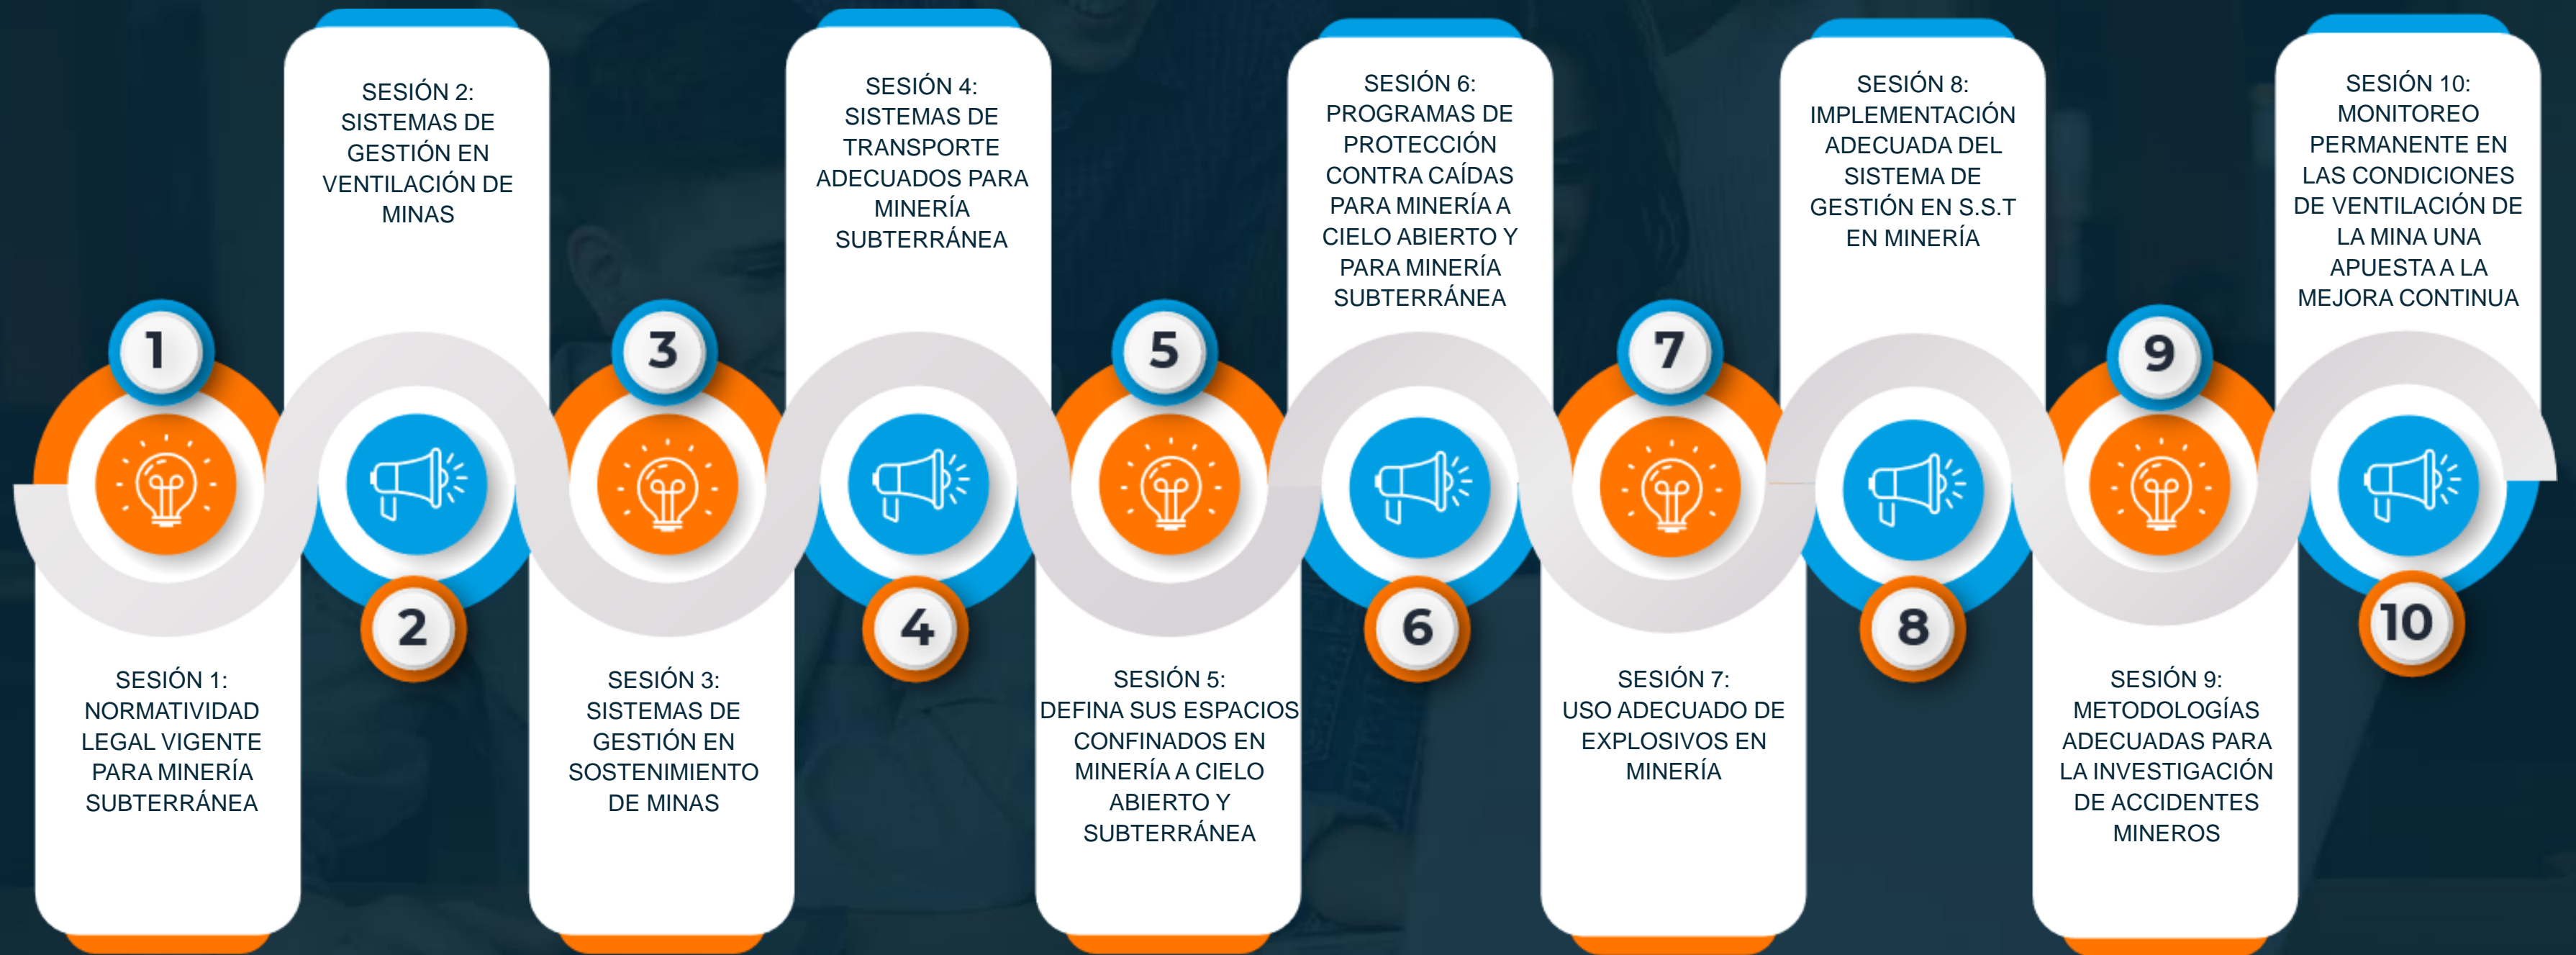 1
SESIÓN 1:
NORMATIVIDAD
LEGAL VIGENTE
PARA MINERÍA
SUBTERRÁNEA
SESIÓN 2:
SISTEMAS DE
GESTIÓN EN
VENTILACIÓN DE
MINAS
2
3
SESIÓN 3:
SISTEMAS DE
GESTIÓN EN
SOSTENIMIENTO
DE MINAS
SESIÓN 4:
SISTEMAS DE
TRANSPORTE
ADECUADOS PARA
MINERÍA
SUBTERRÁNEA
4
5
SESIÓN 5:
DEFINA SUS ESPACIOS
CONFINADOS EN
MINERÍA A CIELO
ABIERTO Y
SUBTERRÁNEA
SESIÓN 6:
PROGRAMAS DE
PROTECCIÓN
CONTRA CAÍDAS
PARA MINERÍA A
CIELO ABIERTO Y
PARA MINERÍA
SUBTERRÁNEA
6
7
SESIÓN 7:
USO ADECUADO DE
EXPLOSIVOS EN
MINERÍA
SESIÓN 8:
IMPLEMENTACIÓN
ADECUADA DEL
SISTEMA DE
GESTIÓN EN S.S.T
EN MINERÍA
8
9
SESIÓN 9:
METODOLOGÍAS
ADECUADAS PARA
LA INVESTIGACIÓN
DE ACCIDENTES
MINEROS
SESIÓN 10:
MONITOREO
PERMANENTE EN
LAS CONDICIONES
DE VENTILACIÓN DE
LA MINA UNA
APUESTA A LA
MEJORA CONTINUA
10